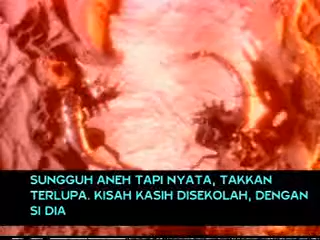 SUNGGUH ANEH TAPI NYATA, TAKKAN
TERLUPA. KISAH KASIH DISEKOLAH, DENGAN
SI DIA